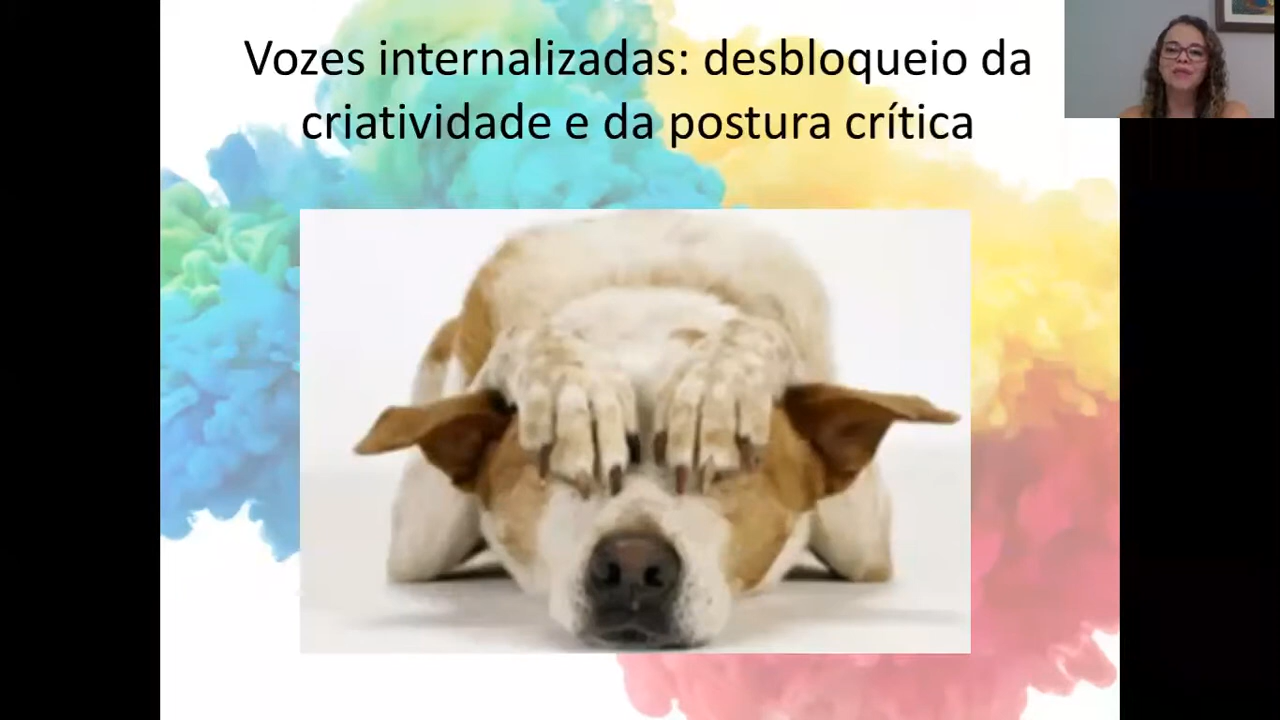 Vozes internalizadas: desbloqueio da
criatividade e da postura crítica